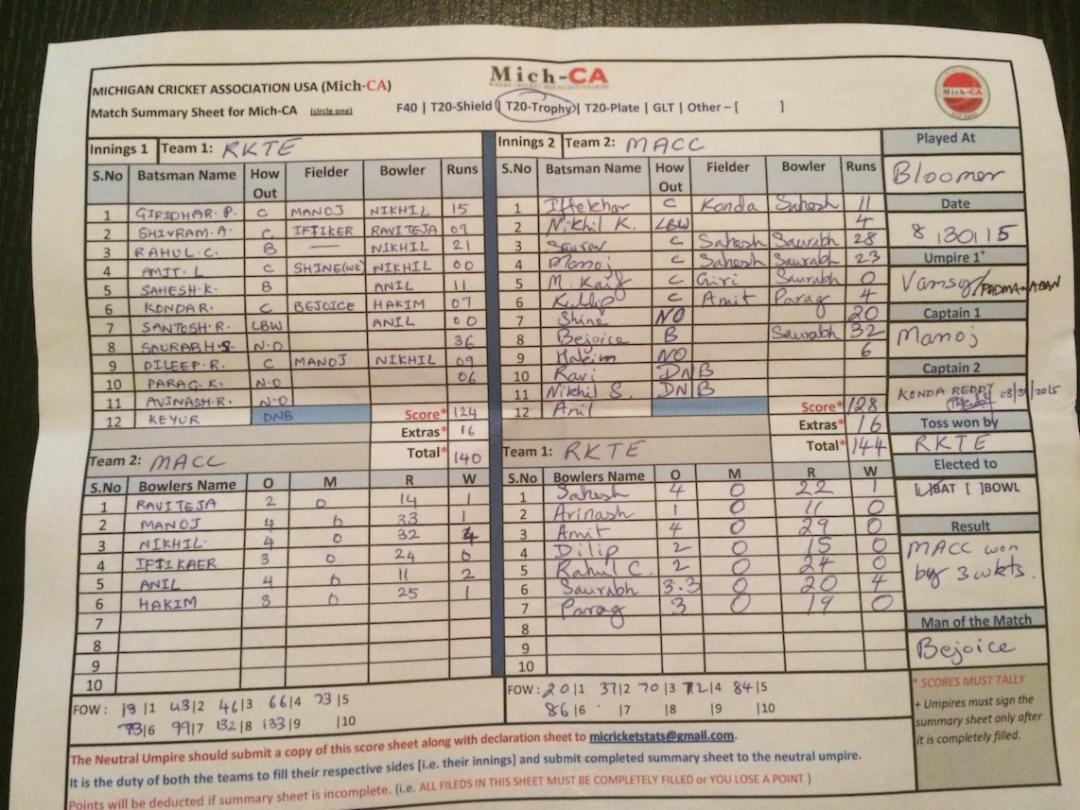 MICHIGAN CRICKET ASSOCIATION USA (Mich-CA)
Mich-CA
Match Summary Sheet for Mich-CA (circle one) F40 | T20-Shield | T20-Trophy | T20-Plate | GLT | Other – [ ]
Mich-CA
Innings 1 Team 1: RKTE
S.No Batsman Name How Out Fielder Bowler Runs
1 GIRIDHAR. P. C MANOJ NIKHIL 15
2 SHIVRAM. A. C IFTIKER RAVITEJA 09
3 RAHUL. C. B — NIKHIL 21
4 AMIT. L C SHINE(WK) NIKHIL 00
5 SAHESH.K. B ANIL 11
6 KONDAR. C BEJOICE HAKIM 07
7 SANTOSH.R. LBW ANIL 00
8 SAURABH.S. N.O 36
9 DILEEP.R. C MANOJ NIKHIL 09
10 PARAG. K. N.O 06
11 AVINASH.R. N.O
12 KEYUR DNB Score* 124
Extras* 16
Total* 140
Team 2: MACC
S.No Bowlers Name O M R W
1 RAVITEJA 2 0 14 1
2 MANOJ 4 0 33 1
3 NIKHIL. 4 0 32 4
4 IFTIKAER 3 0 24 0
5 ANIL 4 0 11 2
6 HAKIM 3 0 25 1
7
8
9
10
FOW : 19 |1 43|2 46|3 66|4 73|5
73|6 99|7 132|8 133|9 |10
Innings 2 Team 2: MACC
S.No Batsman Name How Out Fielder Bowler Runs
1 Iftekhar C Konda Sahesh 11
2 Nikhil K. LBW 4
3 Sourav C Sahesh Saurabh 28
4 Manoj C Sahesh Saurabh 23
5 M. Kaif C Giri Saurabh 0
6 Kuldip C Amit Parag 4
7 Shine NO 20
8 Bejoice B Saurabh 32
9 Hakeim NO 6
10 Ravi DNB
11 Nikhil S. DNB
12 Anil Score* 128
Extras* 16
Total* 144
Team 1: RKTE
S.No Bowlers Name O M R W
1 Sahesh 4 0 22 1
2 Arinash 1 0 11 0
3 Amit 4 0 29 0
4 Dilip 2 0 15 0
5 Rahul C. 2 0 24 0
6 Saurabh 3.3 0 20 4
7 Parag 3 0 19 0
8
9
10
FOW : 20|1 37|2 70|3 72|4 84|5
86|6 |7 |8 |9 |10
Played At
Bloomer
Date
8/30/15
Umpire 1+
Vamsy/PADMANABAN
Captain 1
Manoj
Captain 2
KONDA REDDY
Toss won by
RKTE
Elected to
[✓]BAT [ ]BOWL
Result
MACC won
by 3 wkts.
Man of the Match
Bejoice
* SCORES MUST TALLY
+ Umpires must sign the
summary sheet only after
it is completely filled.
The Neutral Umpire should submit a copy of this score sheet along with declaration sheet to micricketstats@gmail.com.
It is the duty of both the teams to fill their respective sides [i.e. their innings] and submit completed summary sheet to the neutral umpire.
Points will be deducted if summary sheet is incomplete. (i.e. ALL FILEDS IN THIS SHEET MUST BE COMPLETELY FILLED or YOU LOSE A POINT )